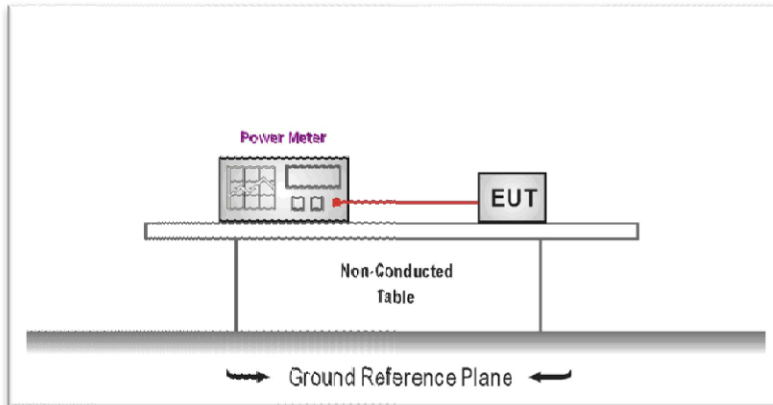 Power Meter
EUT
Non-Conducted
Table
Ground Reference Plane